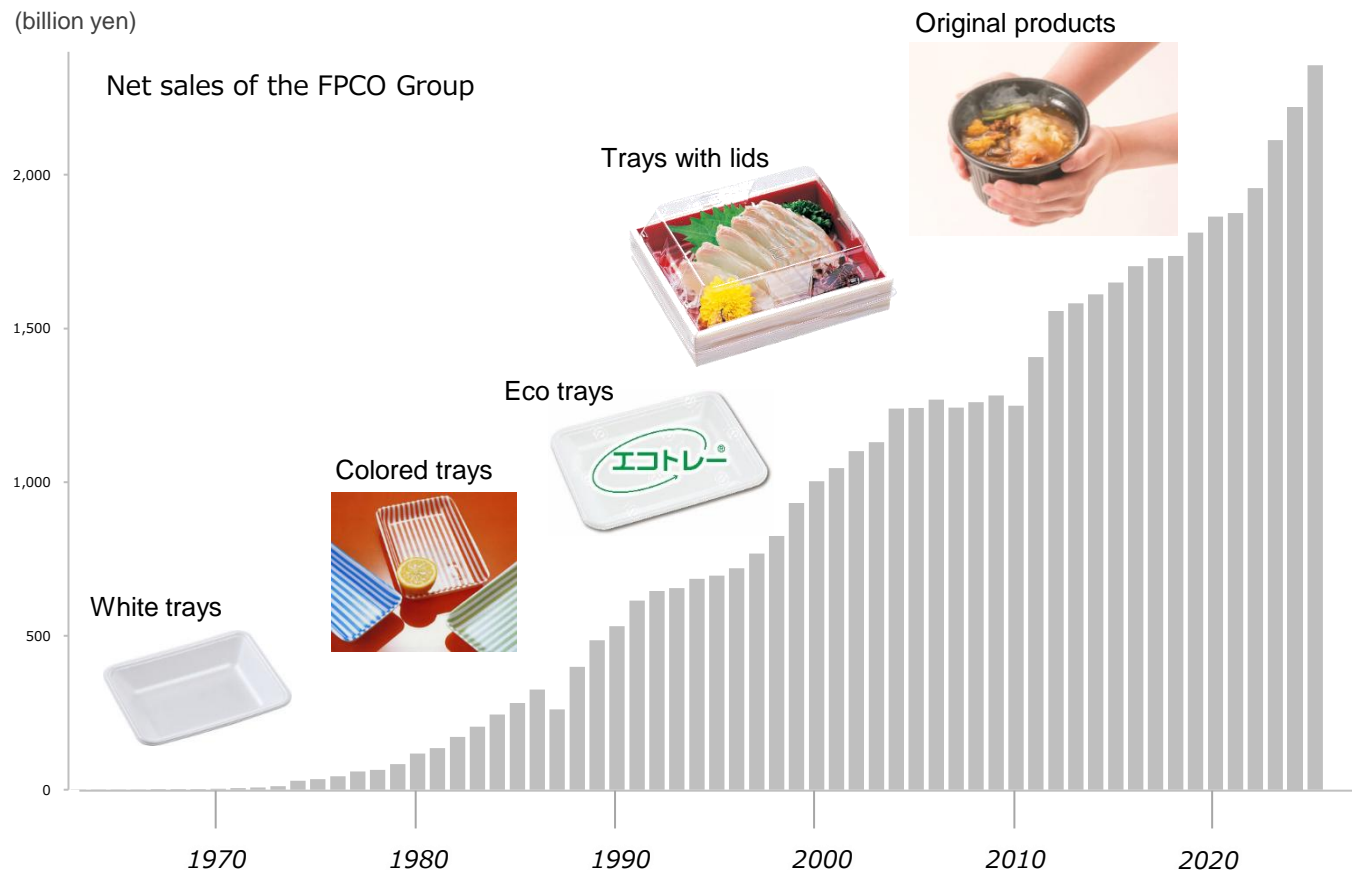 (billion yen)
Original products
Net sales of the FPCO Group
Trays with lids
2,000
1,500
Eco trays
エコトレー®
Colored trays
1,000
White trays
500
0
1970
1980
1990
2000
2010
2020